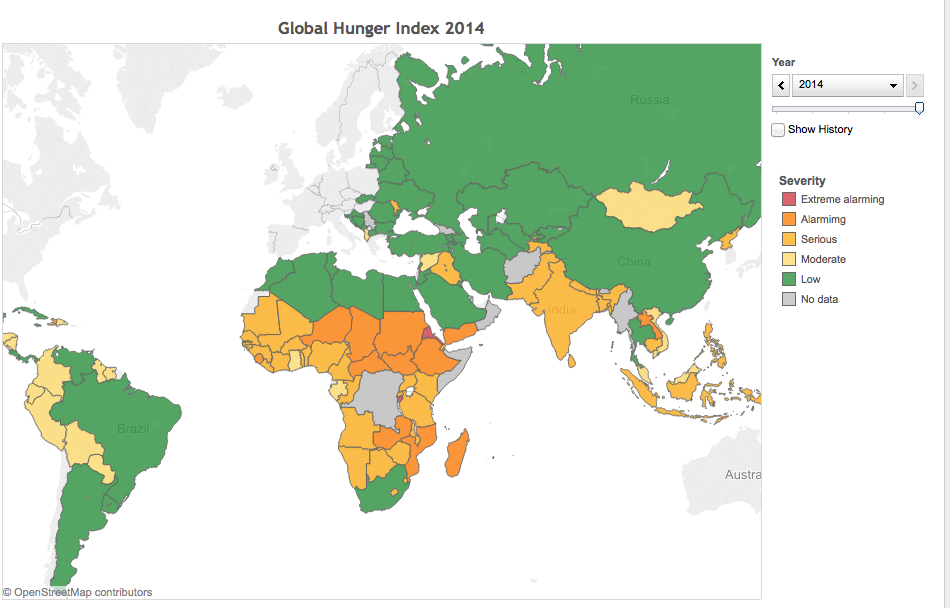 Global Hunger Index 2014
Year
2014
Show History
Severity
Extreme alarming
Alarming
Serious
Moderate
Low
No data
Russia
China
India
Brazil
Austra
© OpenStreetMap contributors